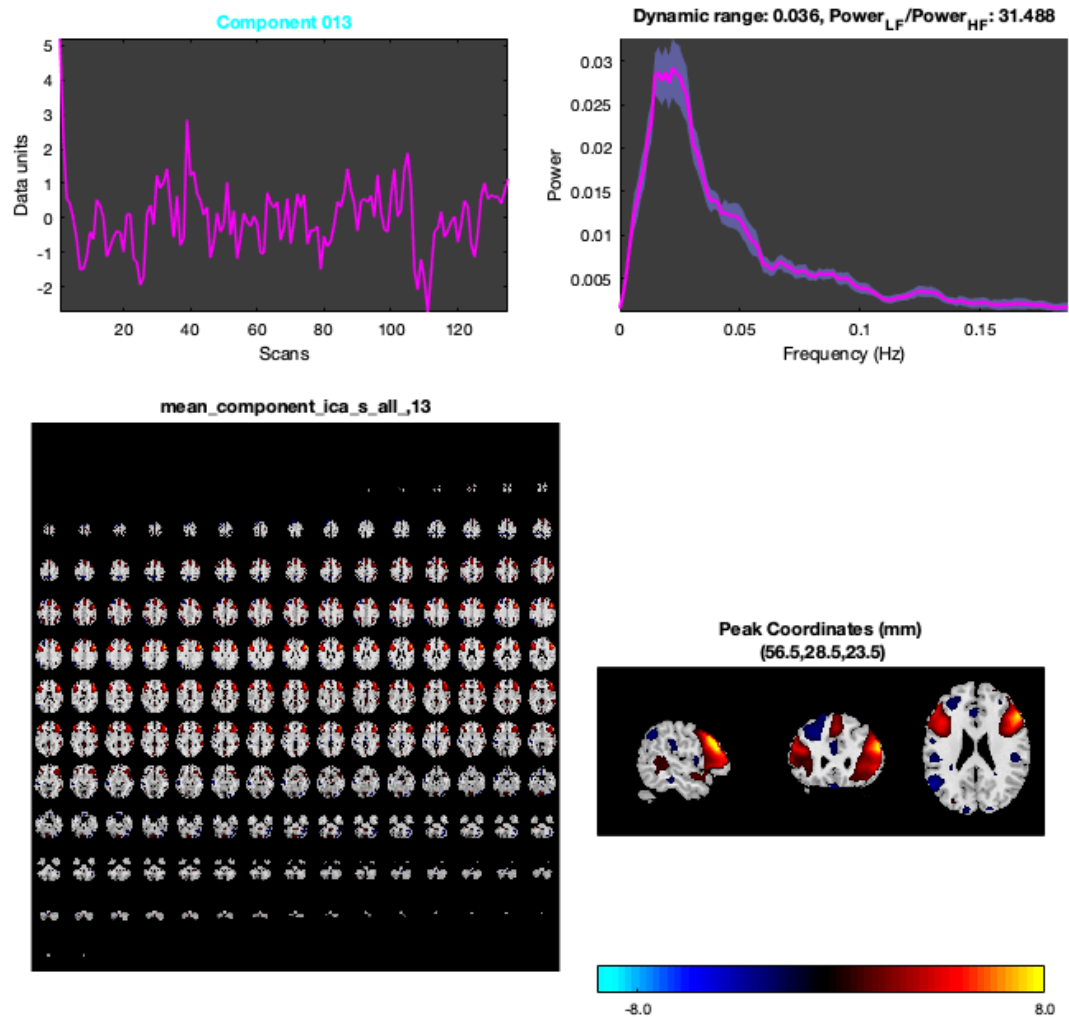 Component 013
5
4
3
2
1
0
-1
-2
Data units
20 40 60 80 100 120
Scans
Dynamic range: 0.036, Power_LF/Power_HF: 31.488
0.03
0.025
0.02
0.015
0.01
0.005
Power
0 0.05 0.1 0.15
Frequency (Hz)
mean_component_ica_s_all_,13
Peak Coordinates (mm)
(56.5,28.5,23.5)
-8.0 8.0